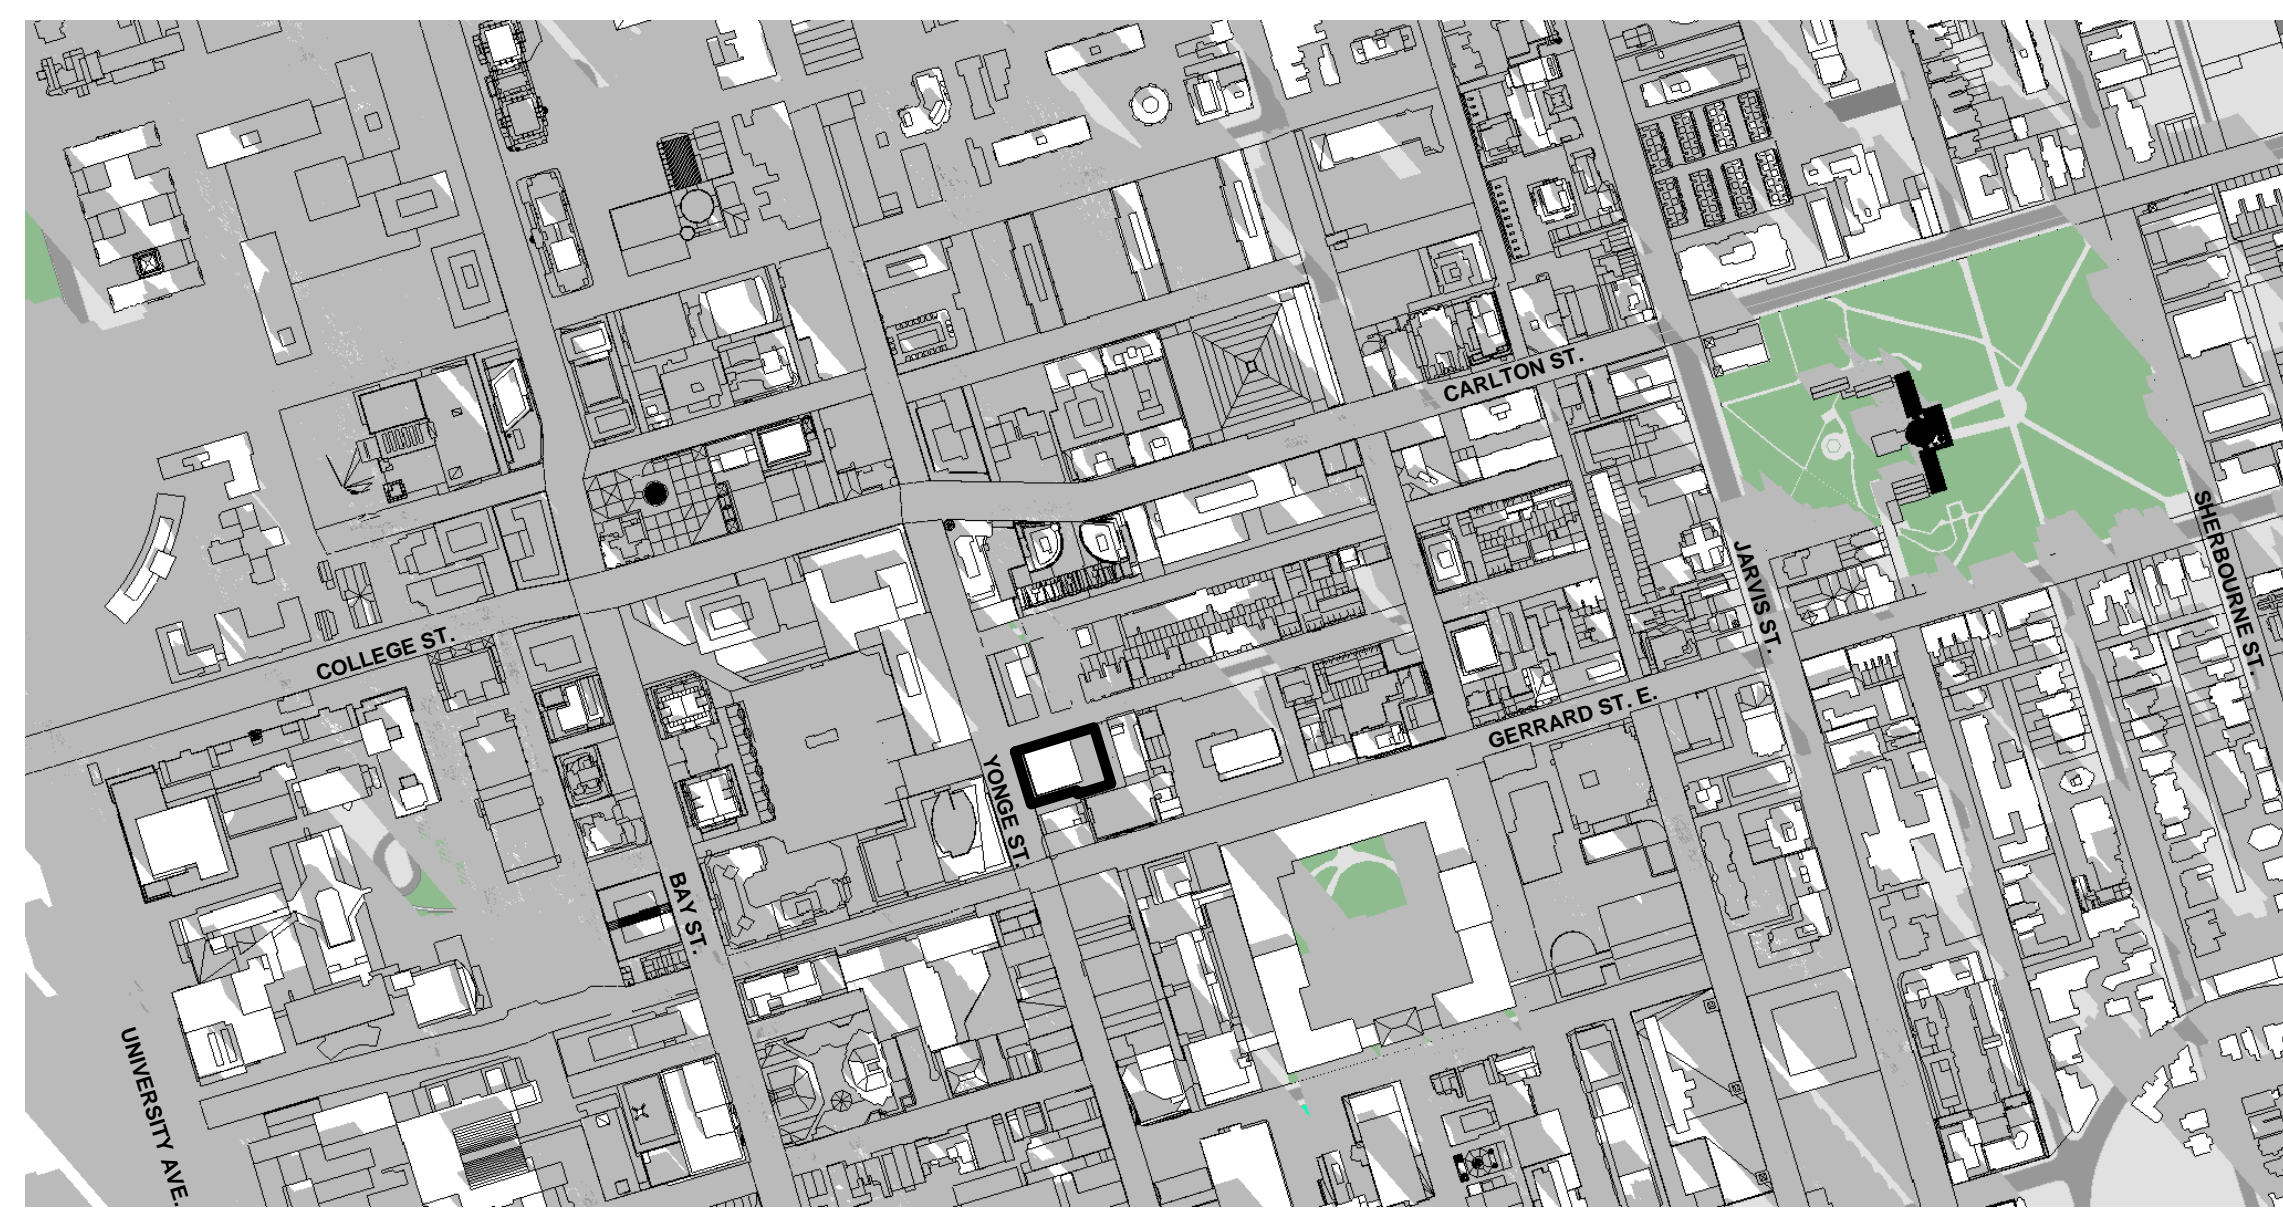 CARLTON ST.
SHERBOURNE ST.
JARVIS ST.
COLLEGE ST.
GERRARD ST. E.
YONGE ST.
BAY ST.
UNIVERSITY AVE.